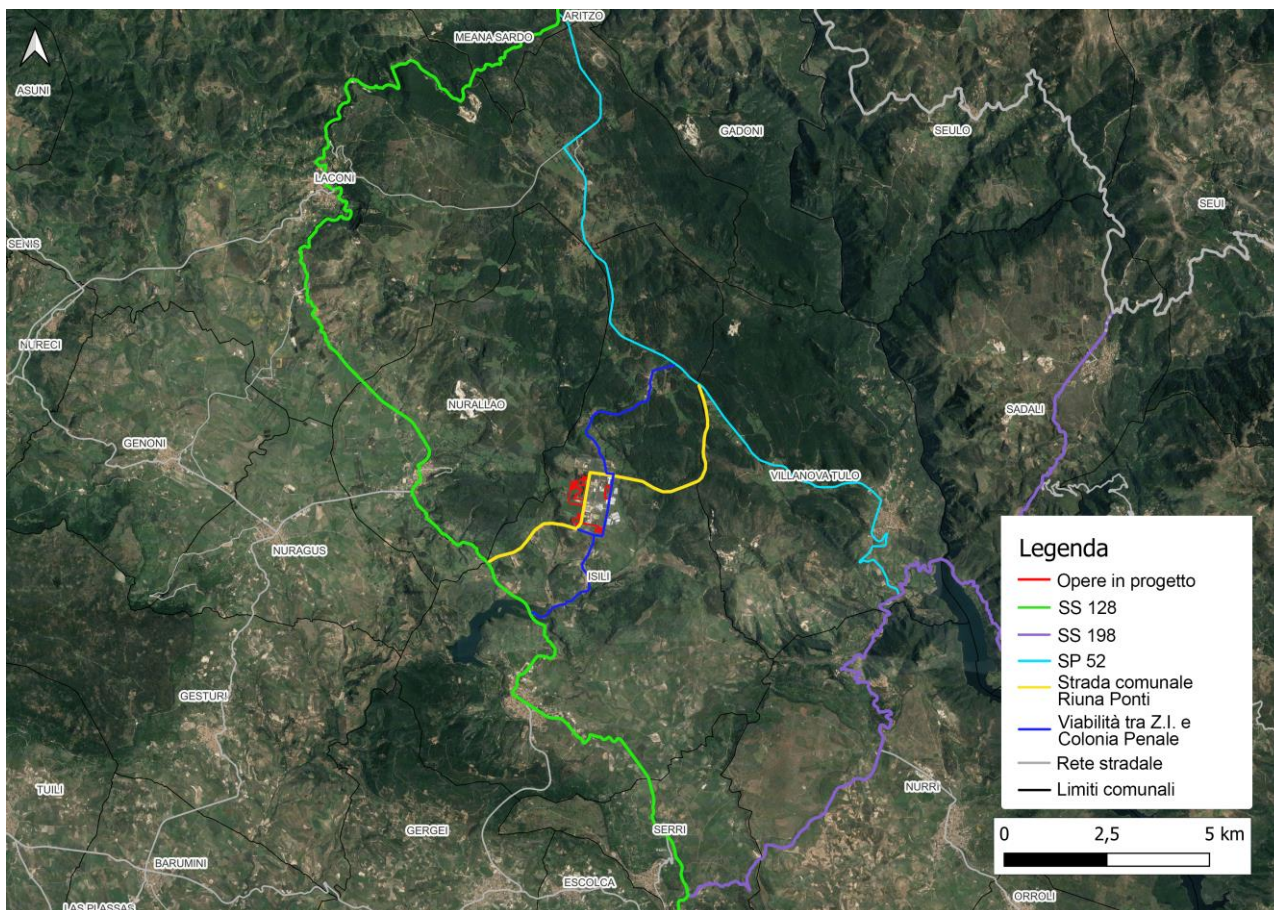 ARITZO
MEANA SARDO
ASUNI
GADONI
SEULO
LACONI
SEUI
SENIS
NURECI
NURALLAO
SADALI
GENONI
VILLANOVA TULO
NURAGUS
ISILI
GESTURI
TUILI
NURRI
GERGEI
SERRI
BARUMINI
ESCOLCA
ORROLI
LAS PLASSAS
Legenda
Opere in progetto
SS 128
SS 198
SP 52
Strada comunale
Riuna Ponti
Viabilità tra Z.I. e
Colonia Penale
Rete stradale
Limiti comunali
0 2,5 5 km